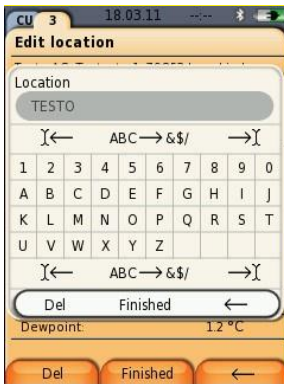 CU 3 18.03.11 --:--
Edit location
Location
TESTO
ABC→&$/
1 2 3 4 5 6 7 8 9 0
A B C D E F G H I J
K L M N O P Q R S T
U V W X Y Z
ABC→&$/
Del Finished ←
Dewpoint: 1.2 °C
Del Finished ←